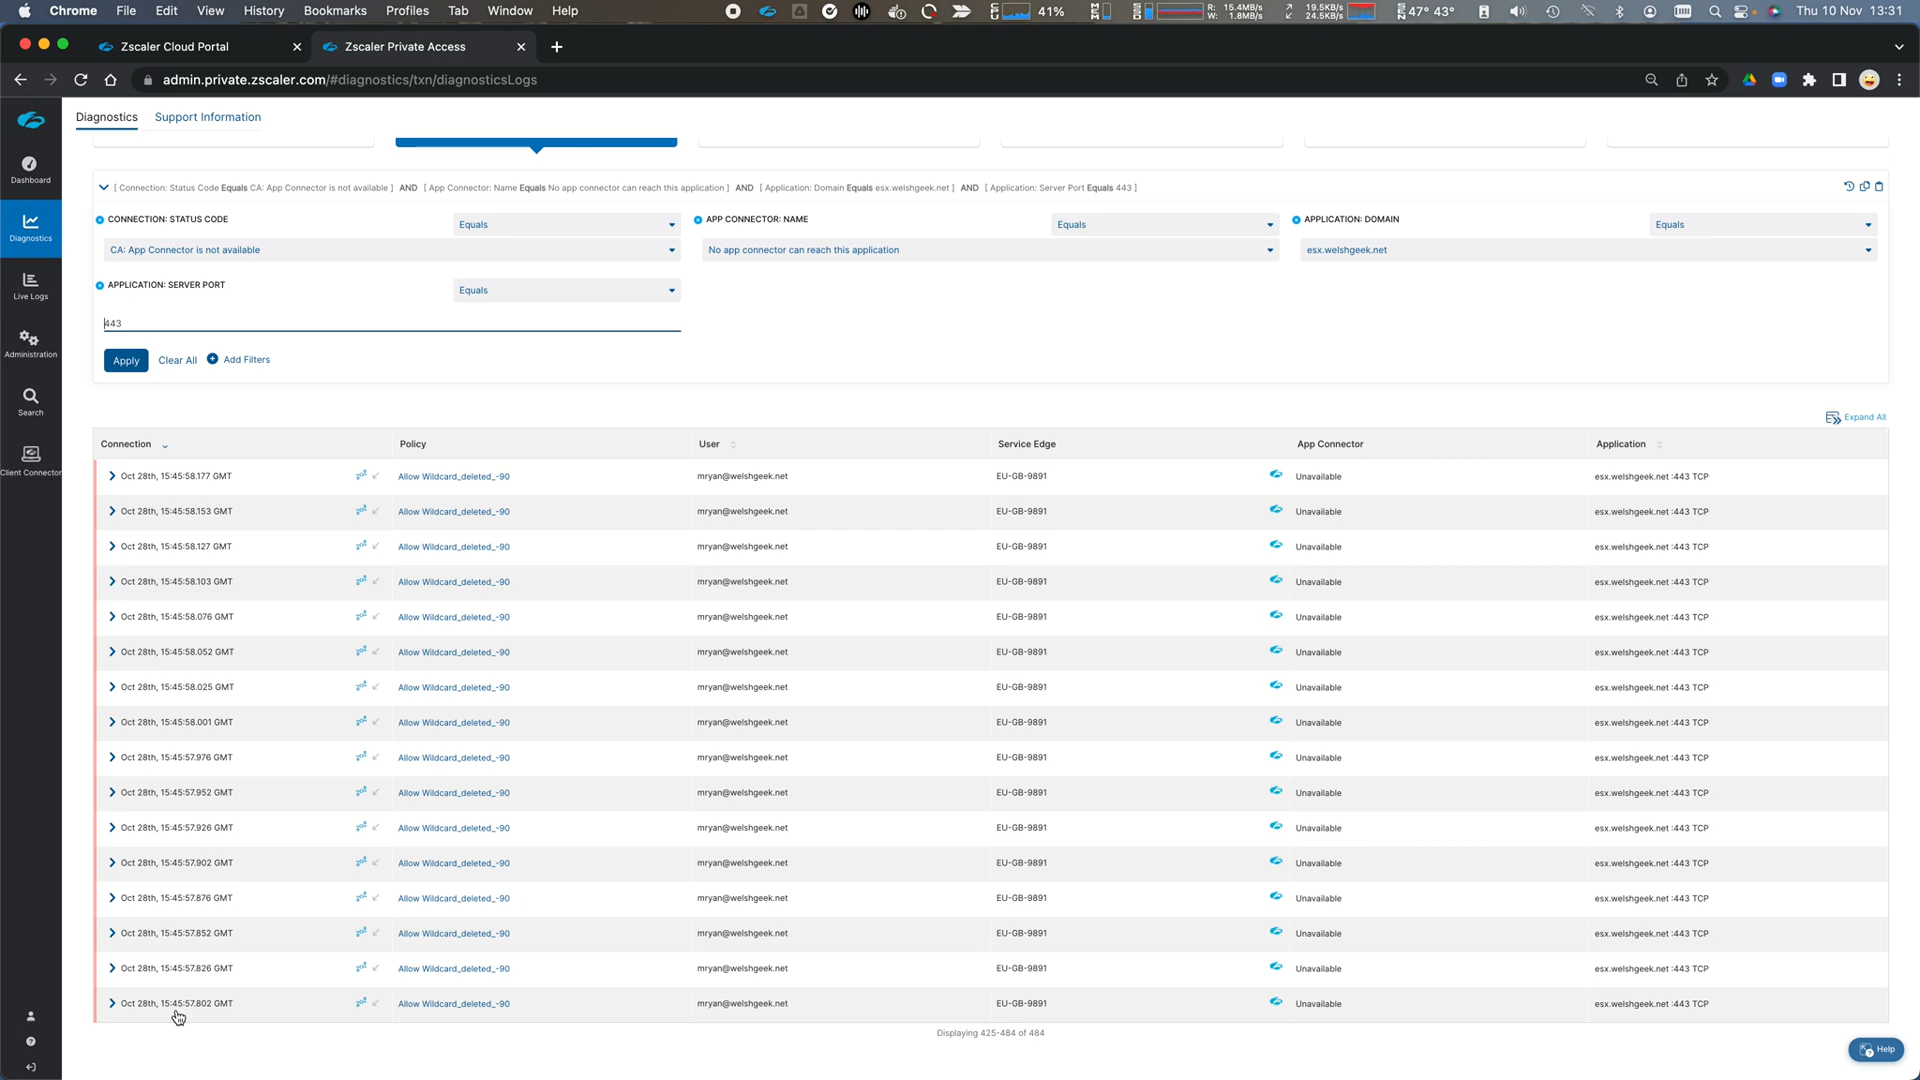 Chrome File Edit View History Bookmarks Profiles Tab Window Help 41% R: 15.4MB/s W: 1.8MB/s 19.5KB/s 24.5KB/s 47° 43° Thu 10 Nov 13:31
Zscaler Cloud Portal Zscaler Private Access
admin.private.zscaler.com/#diagnostics/txn/diagnosticsLogs
Diagnostics Support Information
Dashboard
Diagnostics
Live Logs
Administration
Search
Client Connector
[ Connection: Status Code Equals CA: App Connector is not available ] AND [ App Connector: Name Equals No app connector can reach this application ] AND [ Application: Domain Equals esx.welshgeek.net ] AND [ Application: Server Port Equals 443 ]
CONNECTION: STATUS CODE Equals APP CONNECTOR: NAME Equals APPLICATION: DOMAIN Equals
CA: App Connector is not available No app connector can reach this application esx.welshgeek.net
APPLICATION: SERVER PORT Equals
443
Apply Clear All Add Filters
Expand All
Connection Policy User Service Edge App Connector Application
Oct 28th, 15:45:58.177 GMT Allow Wildcard_deleted_-90 mryan@welshgeek.net EU-GB-9891 Unavailable esx.welshgeek.net :443 TCP
Oct 28th, 15:45:58.153 GMT Allow Wildcard_deleted_-90 mryan@welshgeek.net EU-GB-9891 Unavailable esx.welshgeek.net :443 TCP
Oct 28th, 15:45:58.127 GMT Allow Wildcard_deleted_-90 mryan@welshgeek.net EU-GB-9891 Unavailable esx.welshgeek.net :443 TCP
Oct 28th, 15:45:58.103 GMT Allow Wildcard_deleted_-90 mryan@welshgeek.net EU-GB-9891 Unavailable esx.welshgeek.net :443 TCP
Oct 28th, 15:45:58.076 GMT Allow Wildcard_deleted_-90 mryan@welshgeek.net EU-GB-9891 Unavailable esx.welshgeek.net :443 TCP
Oct 28th, 15:45:58.052 GMT Allow Wildcard_deleted_-90 mryan@welshgeek.net EU-GB-9891 Unavailable esx.welshgeek.net :443 TCP
Oct 28th, 15:45:58.025 GMT Allow Wildcard_deleted_-90 mryan@welshgeek.net EU-GB-9891 Unavailable esx.welshgeek.net :443 TCP
Oct 28th, 15:45:58.001 GMT Allow Wildcard_deleted_-90 mryan@welshgeek.net EU-GB-9891 Unavailable esx.welshgeek.net :443 TCP
Oct 28th, 15:45:57.976 GMT Allow Wildcard_deleted_-90 mryan@welshgeek.net EU-GB-9891 Unavailable esx.welshgeek.net :443 TCP
Oct 28th, 15:45:57.952 GMT Allow Wildcard_deleted_-90 mryan@welshgeek.net EU-GB-9891 Unavailable esx.welshgeek.net :443 TCP
Oct 28th, 15:45:57.926 GMT Allow Wildcard_deleted_-90 mryan@welshgeek.net EU-GB-9891 Unavailable esx.welshgeek.net :443 TCP
Oct 28th, 15:45:57.902 GMT Allow Wildcard_deleted_-90 mryan@welshgeek.net EU-GB-9891 Unavailable esx.welshgeek.net :443 TCP
Oct 28th, 15:45:57.876 GMT Allow Wildcard_deleted_-90 mryan@welshgeek.net EU-GB-9891 Unavailable esx.welshgeek.net :443 TCP
Oct 28th, 15:45:57.852 GMT Allow Wildcard_deleted_-90 mryan@welshgeek.net EU-GB-9891 Unavailable esx.welshgeek.net :443 TCP
Oct 28th, 15:45:57.826 GMT Allow Wildcard_deleted_-90 mryan@welshgeek.net EU-GB-9891 Unavailable esx.welshgeek.net :443 TCP
Oct 28th, 15:45:57.802 GMT Allow Wildcard_deleted_-90 mryan@welshgeek.net EU-GB-9891 Unavailable esx.welshgeek.net :443 TCP
Displaying 425-484 of 484
Help